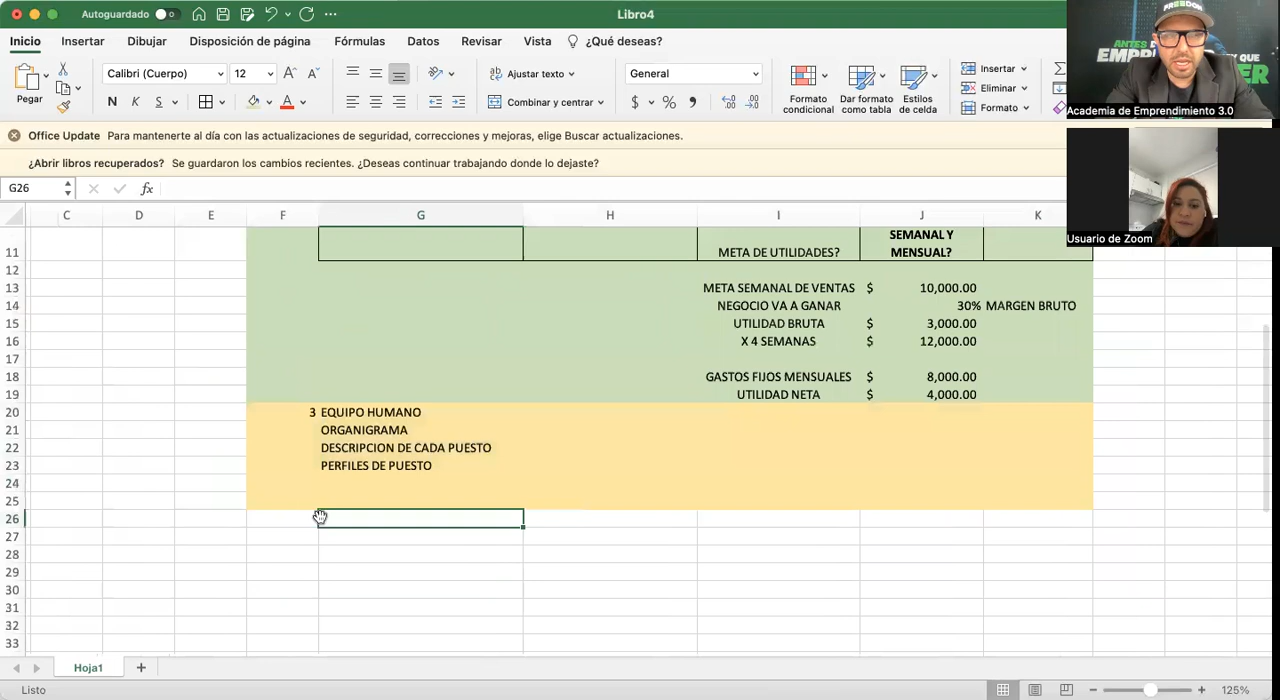 Autoguardado
Libro4
Inicio Insertar Dibujar Disposición de página Fórmulas Datos Revisar Vista ¿Qué deseas?
Pegar
Calibri (Cuerpo) 12
N K S
Ajustar texto
Combinar y centrar
General
$ % 
Formato condicional
Dar formato como tabla
Estilos de celda
Insertar
Eliminar
Formato
Office Update Para mantenerte al día con las actualizaciones de seguridad, correcciones y mejoras, elige Buscar actualizaciones.
¿Abrir libros recuperados? Se guardaron los cambios recientes. ¿Deseas continuar trabajando donde lo dejaste?
G26 fx
C D E F G H I J K
11 META DE UTILIDADES? SEMANAL Y MENSUAL?
12
13 META SEMANAL DE VENTAS $ 10,000.00
14 NEGOCIO VA A GANAR 30% MARGEN BRUTO
15 UTILIDAD BRUTA $ 3,000.00
16 X 4 SEMANAS $ 12,000.00
17
18 GASTOS FIJOS MENSUALES $ 8,000.00
19 UTILIDAD NETA $ 4,000.00
20 3 EQUIPO HUMANO
21 ORGANIGRAMA
22 DESCRIPCION DE CADA PUESTO
23 PERFILES DE PUESTO
24
25
26
27
28
29
30
31
32
33
Hoja1
Listo
125%
FREEDOM
ANTES
Academia de Emprendimiento 3.0
Usuario de Zoom